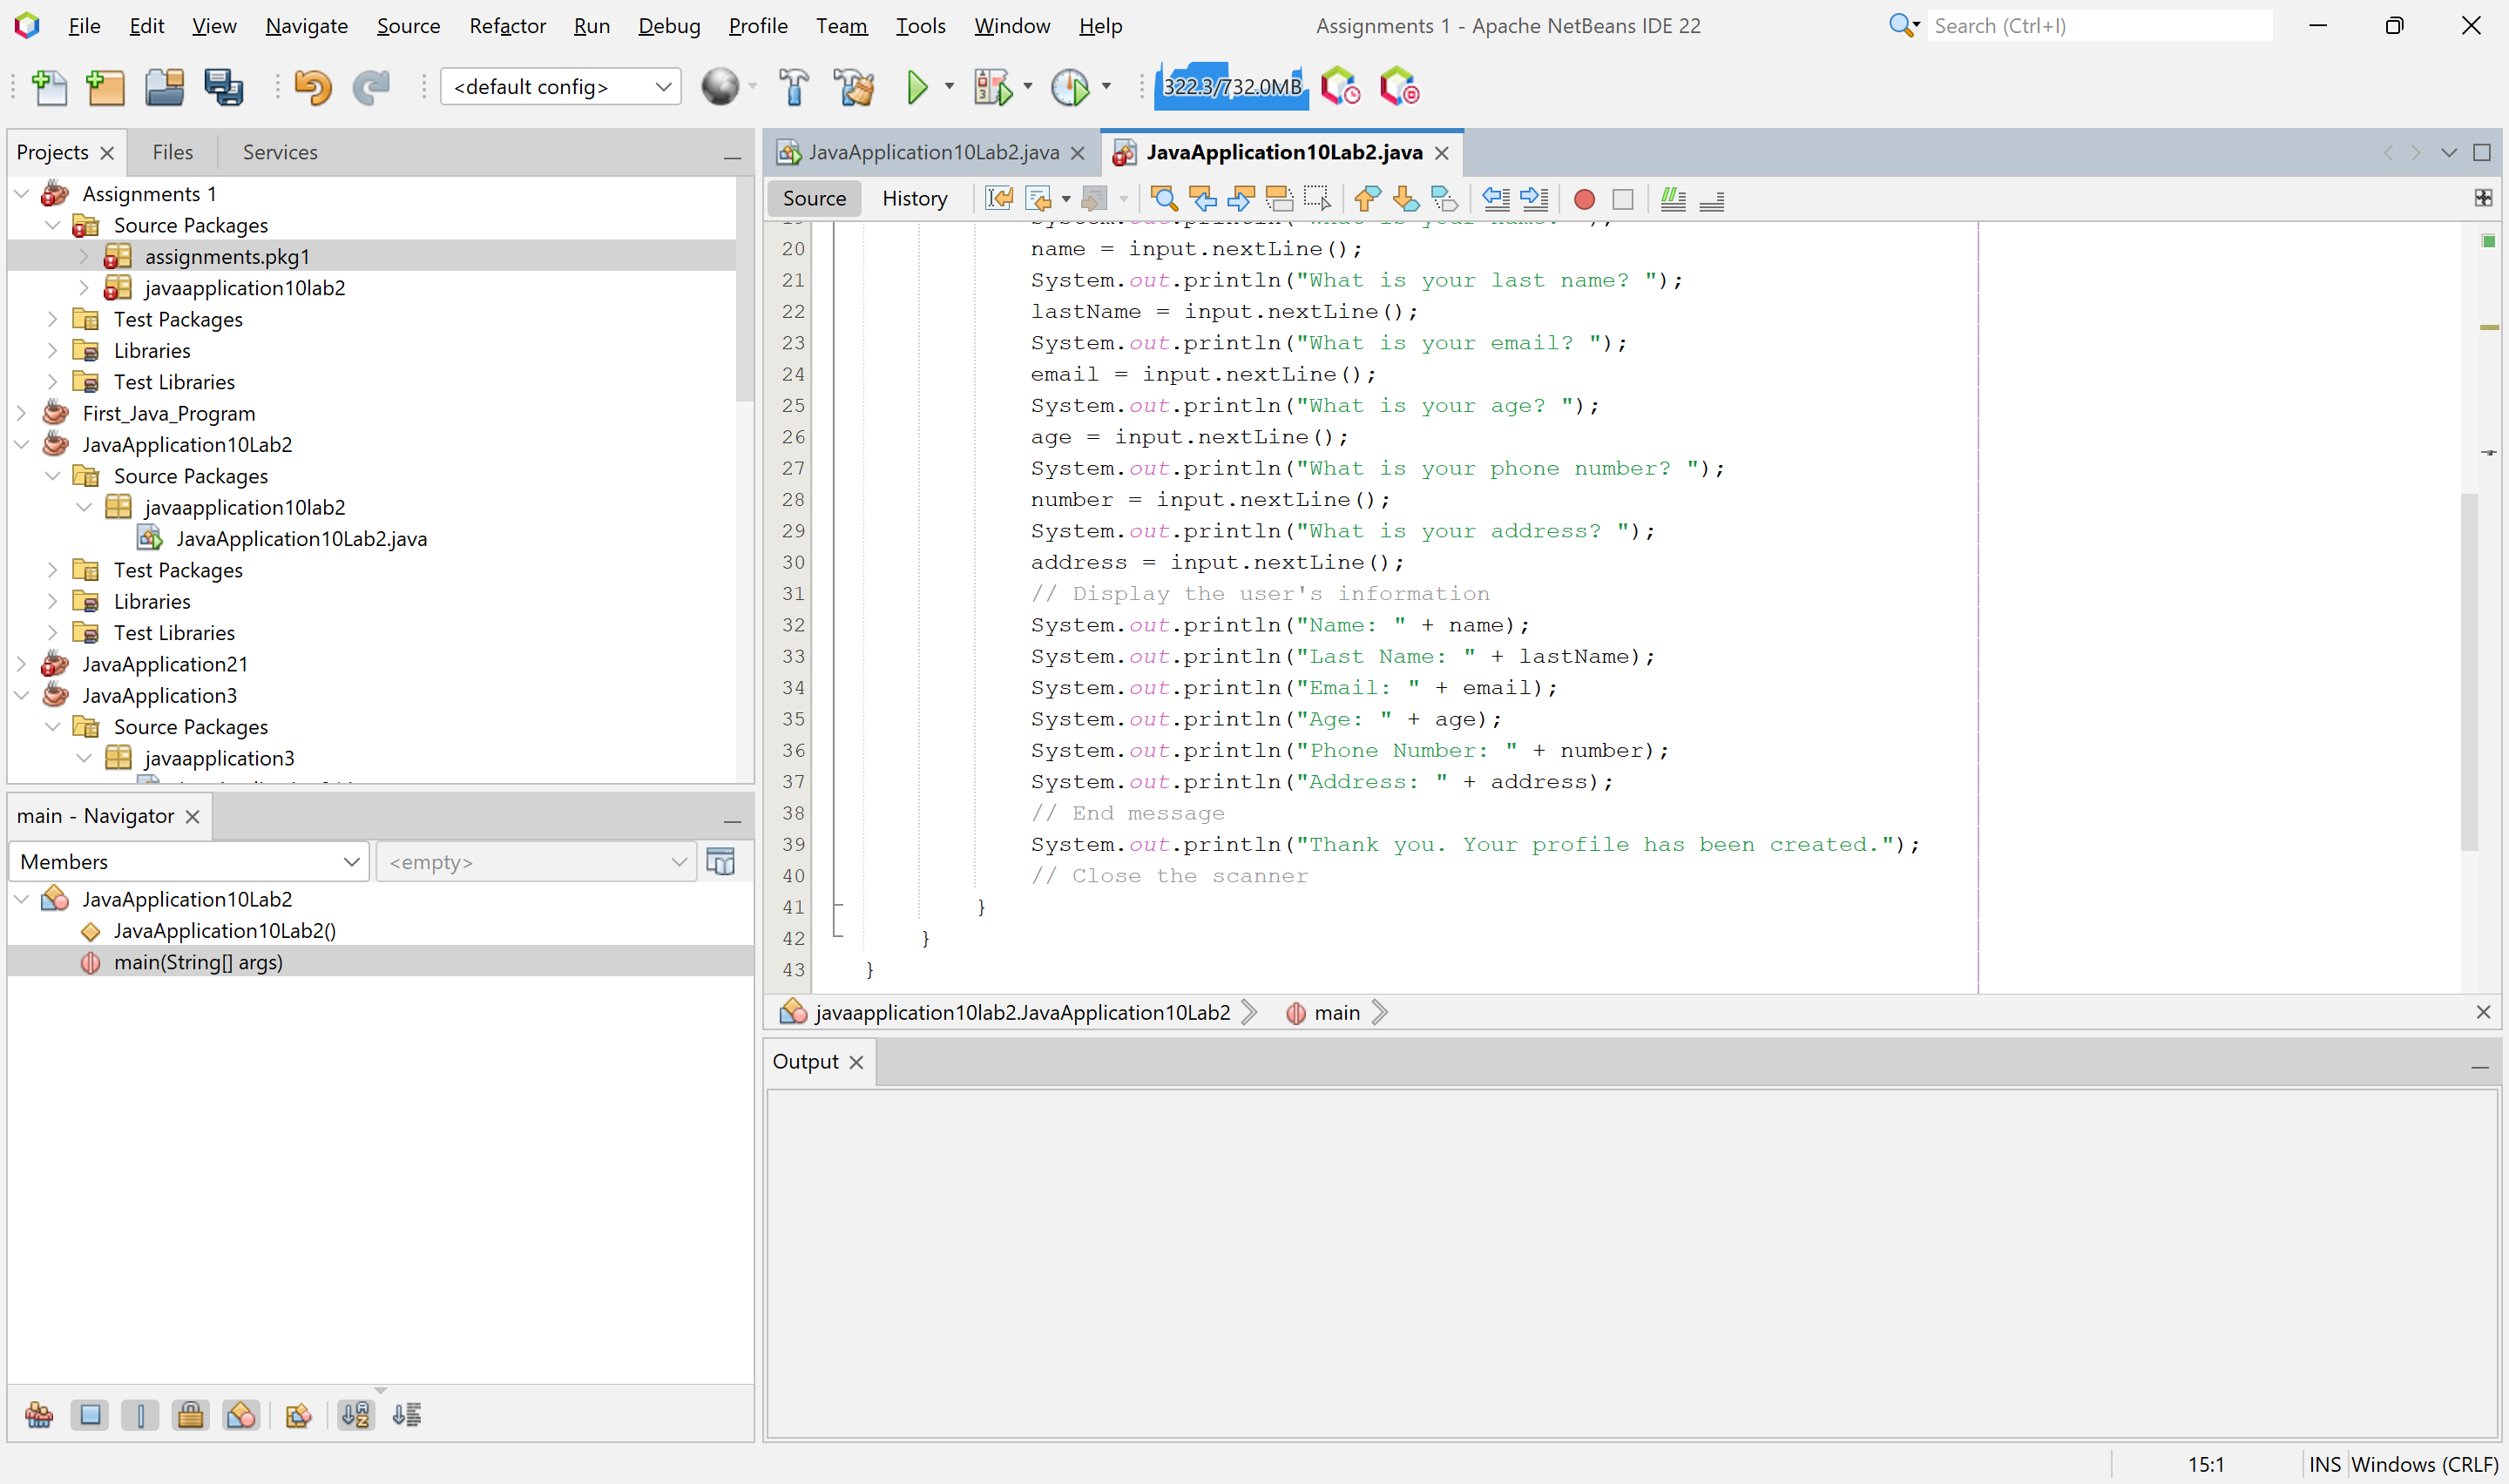 File Edit View Navigate Source Refactor Run Debug Profile Team Tools Window Help Assignments 1 - Apache NetBeans IDE 22 Search (Ctrl+I)
<default config> 322.3/732.0MB
Projects Files Services
Assignments 1
Source Packages
assignments.pkg1
javaapplication10lab2
Test Packages
Libraries
Test Libraries
First_Java_Program
JavaApplication10Lab2
Source Packages
javaapplication10lab2
JavaApplication10Lab2.java
Test Packages
Libraries
Test Libraries
JavaApplication21
JavaApplication3
Source Packages
javaapplication3
main - Navigator
Members <empty>
JavaApplication10Lab2
JavaApplication10Lab2()
main(String[] args)
JavaApplication10Lab2.java JavaApplication10Lab2.java
Source History
20 name = input.nextLine();
21 System.out.println("What is your last name? ");
22 lastName = input.nextLine();
23 System.out.println("What is your email? ");
24 email = input.nextLine();
25 System.out.println("What is your age? ");
26 age = input.nextLine();
27 System.out.println("What is your phone number? ");
28 number = input.nextLine();
29 System.out.println("What is your address? ");
30 address = input.nextLine();
31 // Display the user's information
32 System.out.println("Name: " + name);
33 System.out.println("Last Name: " + lastName);
34 System.out.println("Email: " + email);
35 System.out.println("Age: " + age);
36 System.out.println("Phone Number: " + number);
37 System.out.println("Address: " + address);
38 // End message
39 System.out.println("Thank you. Your profile has been created.");
40 // Close the scanner
41 }
42 }
43 }
javaapplication10lab2.JavaApplication10Lab2 main
Output
15:1 INS Windows (CRLF)